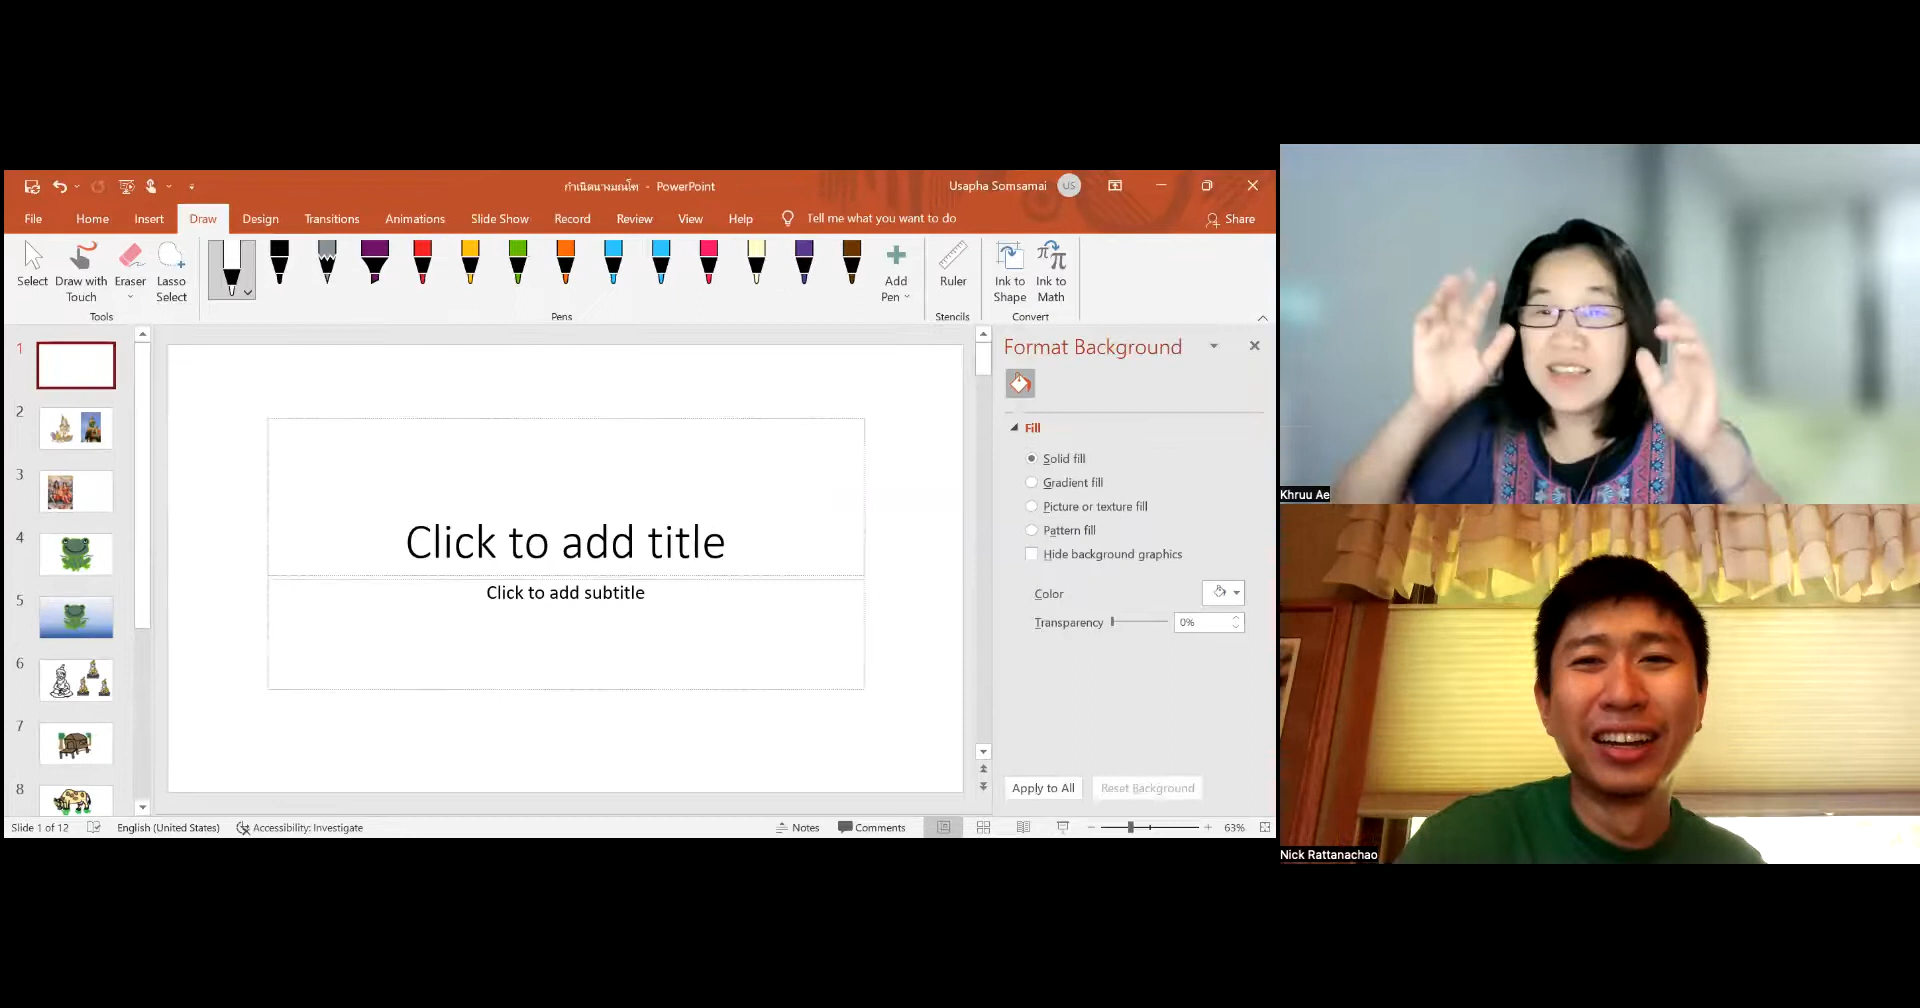 กำเนิดนางมณโฑ - PowerPoint
Usapha Somsamai US
File Home Insert Draw Design Transitions Animations Slide Show Record Review View Help Tell me what you want to do Share
Select
Draw with Touch
Eraser
Lasso Select
Add Pen
Ruler
Ink to Shape
Ink to Math
Tools Pens Stencils Convert
1
2
3
4
5
6
7
8
Click to add title
Click to add subtitle
Format Background
Fill
Solid fill
Gradient fill
Picture or texture fill
Pattern fill
Hide background graphics
Color
Transparency 0%
Apply to All Reset Background
Slide 1 of 12 English (United States) Accessibility: Investigate Notes Comments 63%
Khruu Ae
Nick Rattanachao